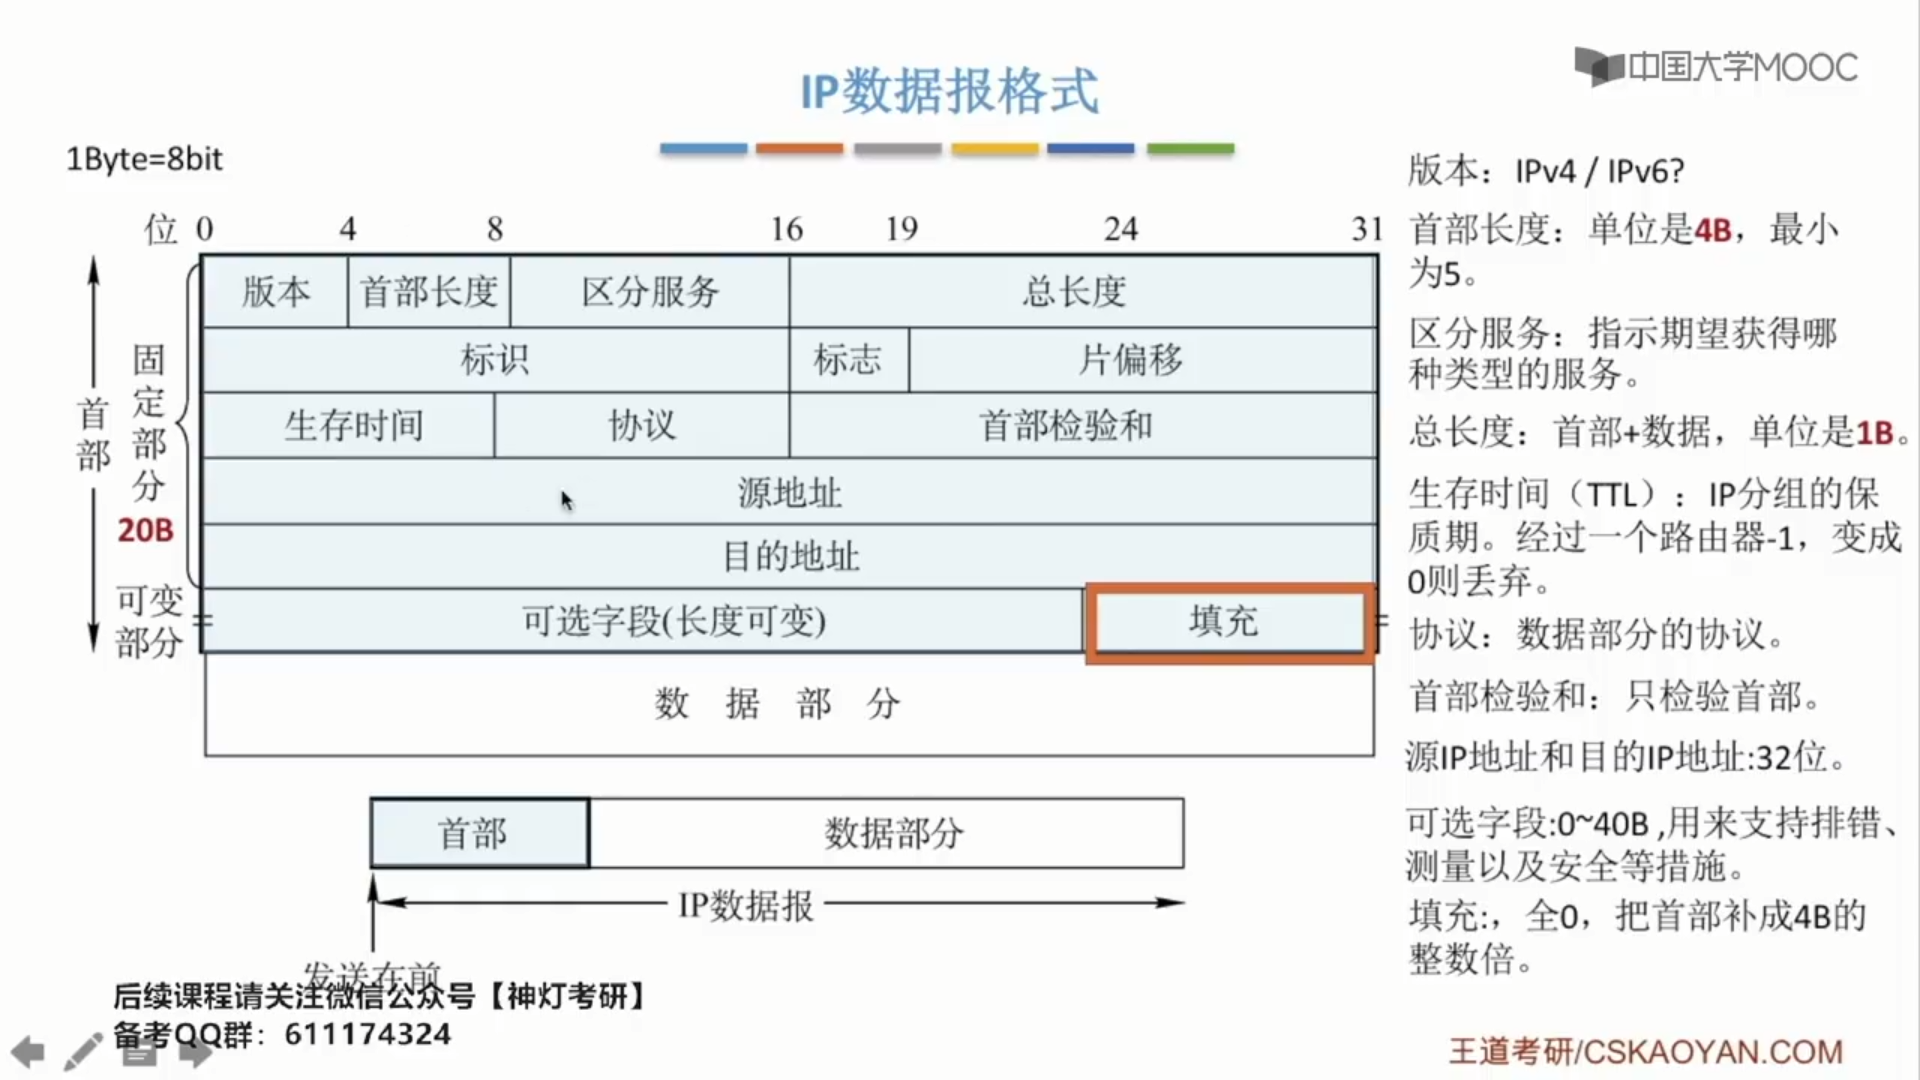 中国大学MOOC
IP数据报格式
1Byte=8bit
位 0 4 8 16 19 24 31
版本 首部长度 区分服务 总长度
标识 标志 片偏移
生存时间 协议 首部检验和
源地址
目的地址
可选字段(长度可变) 填充
数 据 部 分
首部
固定部分
20B
可变
部分
首部 数据部分
IP数据报
发送在前
版本：IPv4 / IPv6?
首部长度：单位是4B，最小
为5。
区分服务：指示期望获得哪
种类型的服务。
总长度：首部+数据，单位是1B。
生存时间（TTL）：IP分组的保
质期。经过一个路由器-1，变成
0则丢弃。
协议：数据部分的协议。
首部检验和：只检验首部。
源IP地址和目的IP地址:32位。
可选字段:0~40B ,用来支持排错、
测量以及安全等措施。
填充:，全0，把首部补成4B的
整数倍。
后续课程请关注微信公众号【神灯考研】
备考QQ群：611174324
王道考研/CSKAOYAN.COM